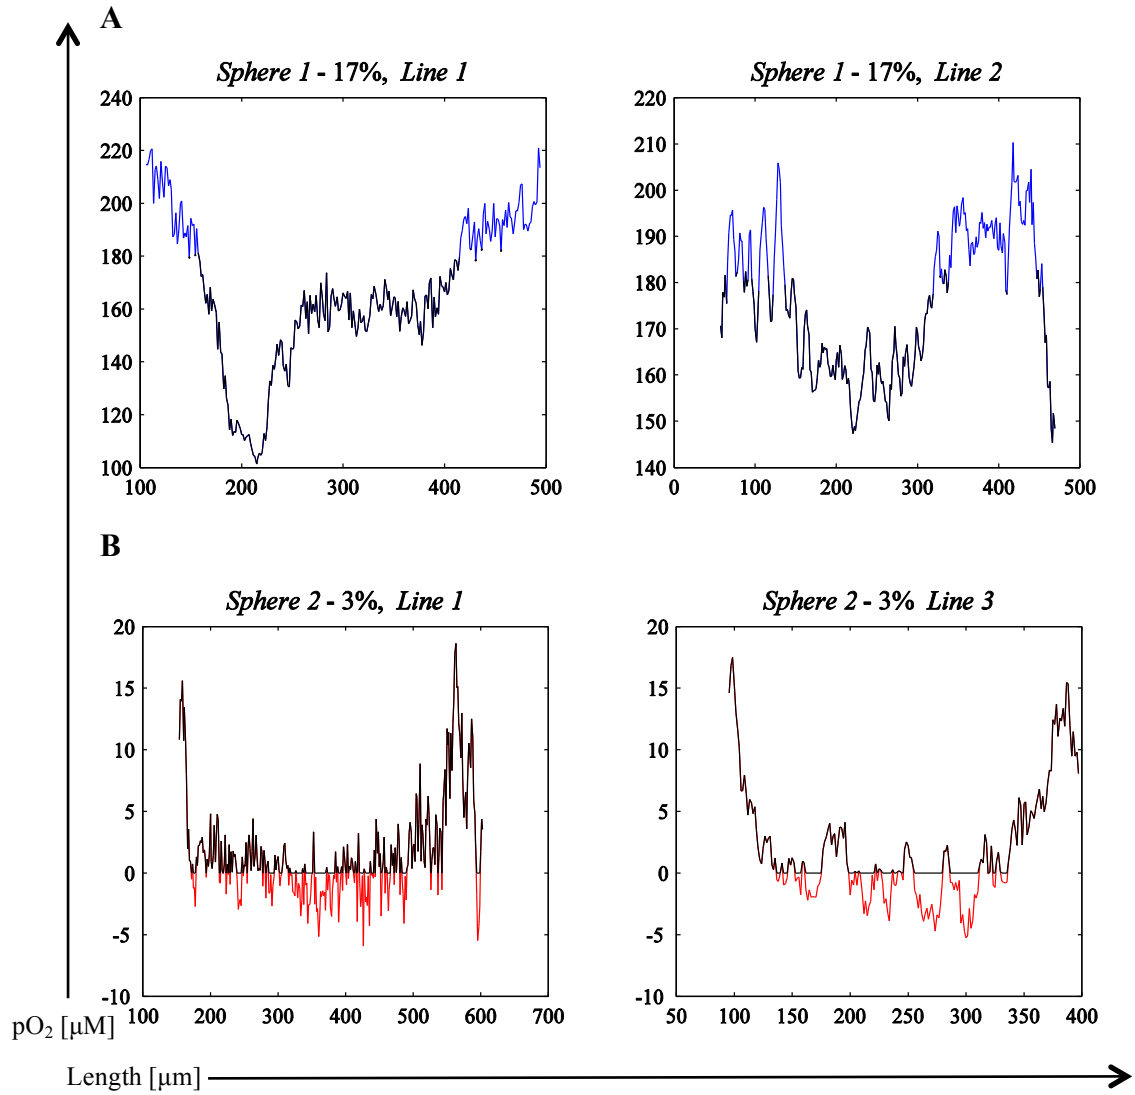 A
Sphere 1 - 17%, Line 1
Sphere 1 - 17%, Line 2
240
220
200
180
160
140
120
100
100 200 300 400 500
220
210
200
190
180
170
160
150
140
0 100 200 300 400 500
B
Sphere 2 - 3%, Line 1
Sphere 2 - 3% Line 3
20
15
10
5
0
-5
-10
100 200 300 400 500 600 700
20
15
10
5
0
-5
-10
50 100 150 200 250 300 350 400
pO₂ [µM]
Length [µm]